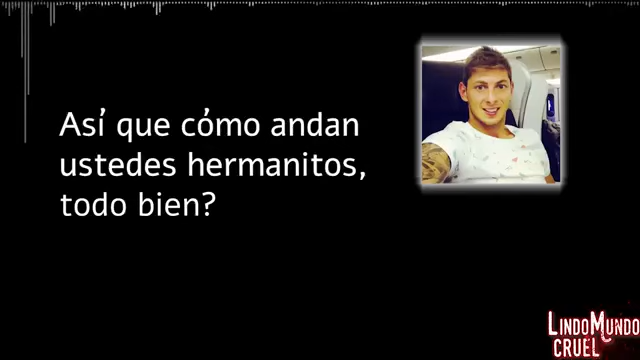 Así que cómo andan
ustedes hermanitos,
todo bien?
LINDOMUNDO
CRUEL